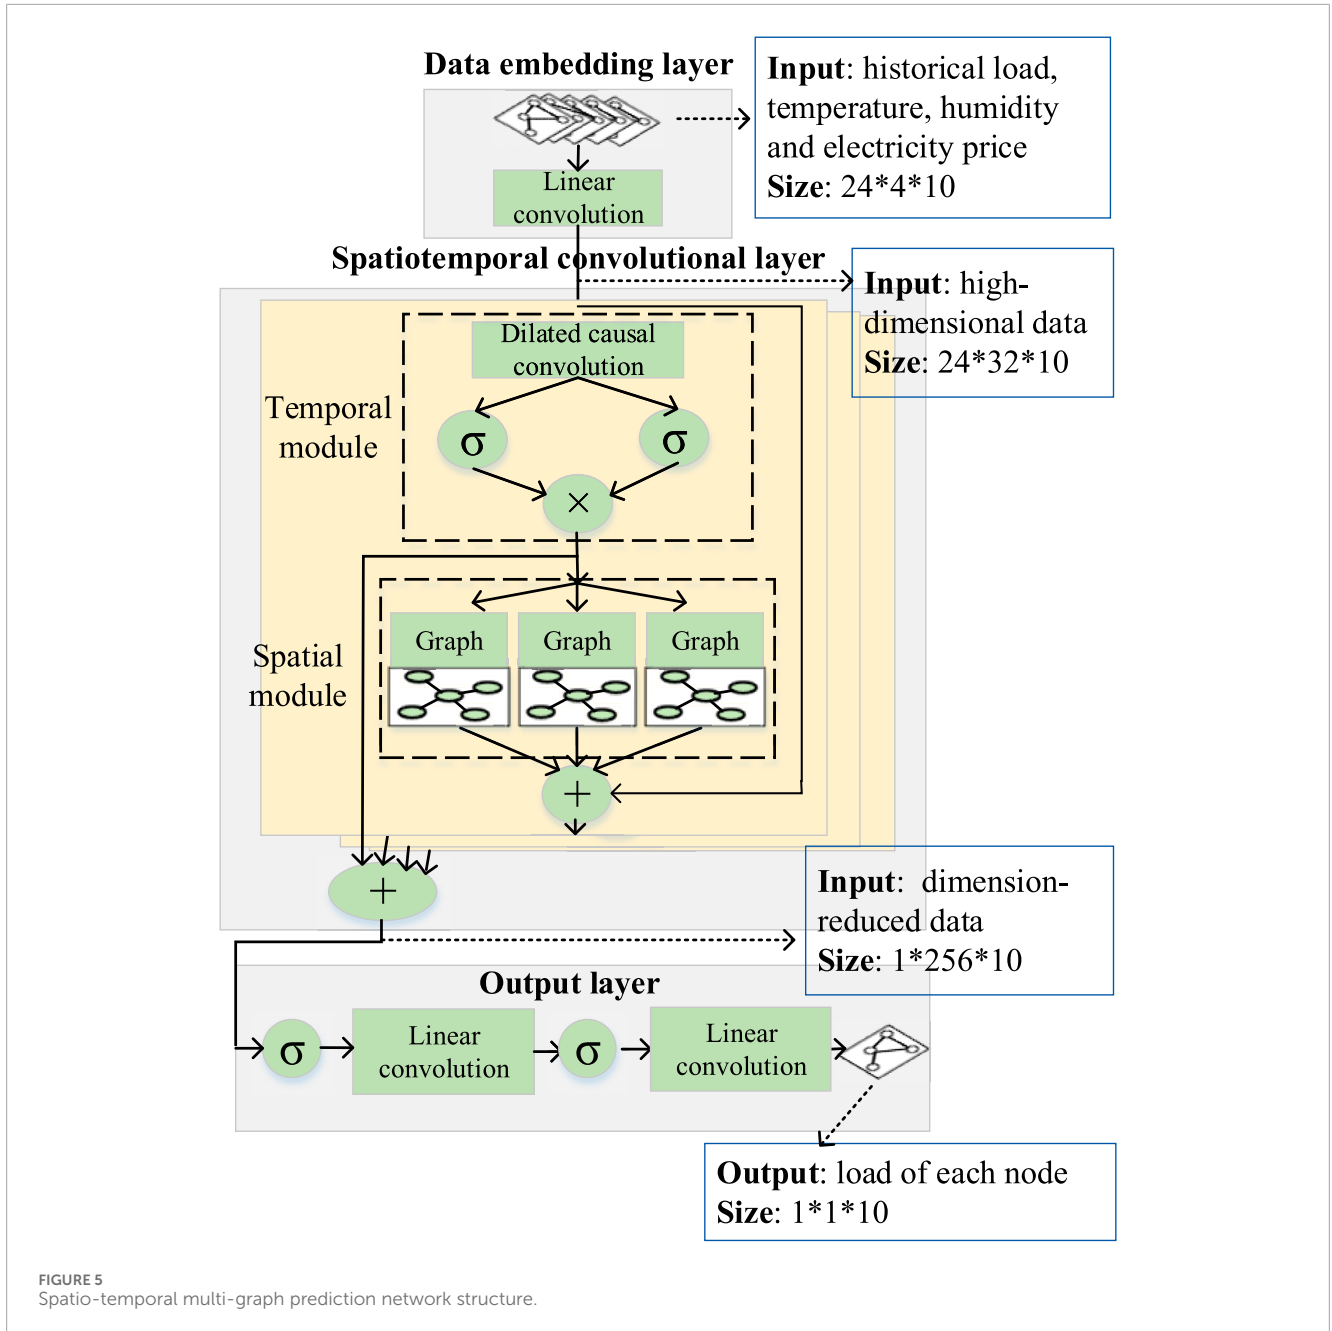 Data embedding layer
Input: historical load,
temperature, humidity
and electricity price
Size: 24*4*10
Linear
convolution
Spatiotemporal convolutional layer
Input: high-
dimensional data
Size: 24*32*10
Dilated causal
convolution
Temporal
module
σ
σ
×
Spatial
module
Graph
Graph
Graph
+
+
Input: dimension-
reduced data
Size: 1*256*10
Output layer
σ
Linear
convolution
σ
Linear
convolution
Output: load of each node
Size: 1*1*10
FIGURE 5
Spatio-temporal multi-graph prediction network structure.